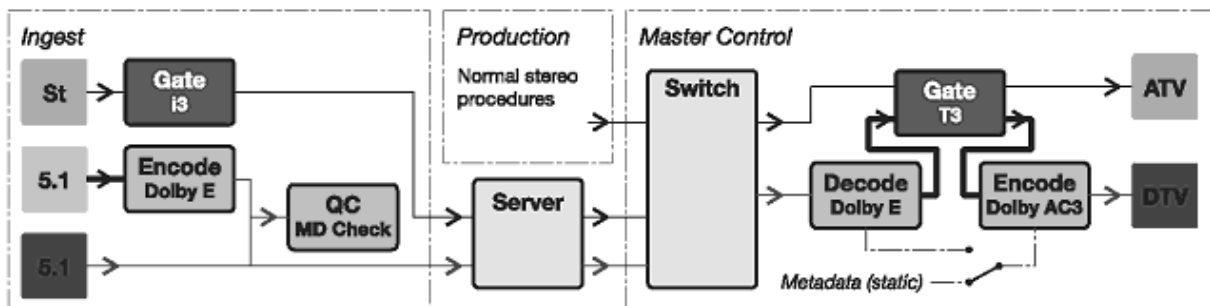 Ingest
St
Gate
i3
5.1
Encode
Dolby E
QC
MD Check
5.1
Production
Normal stereo
procedures
Server
Master Control
Switch
Gate
T3
ATV
Decode
Dolby E
Encode
Dolby AC3
DTV
Metadata (static)